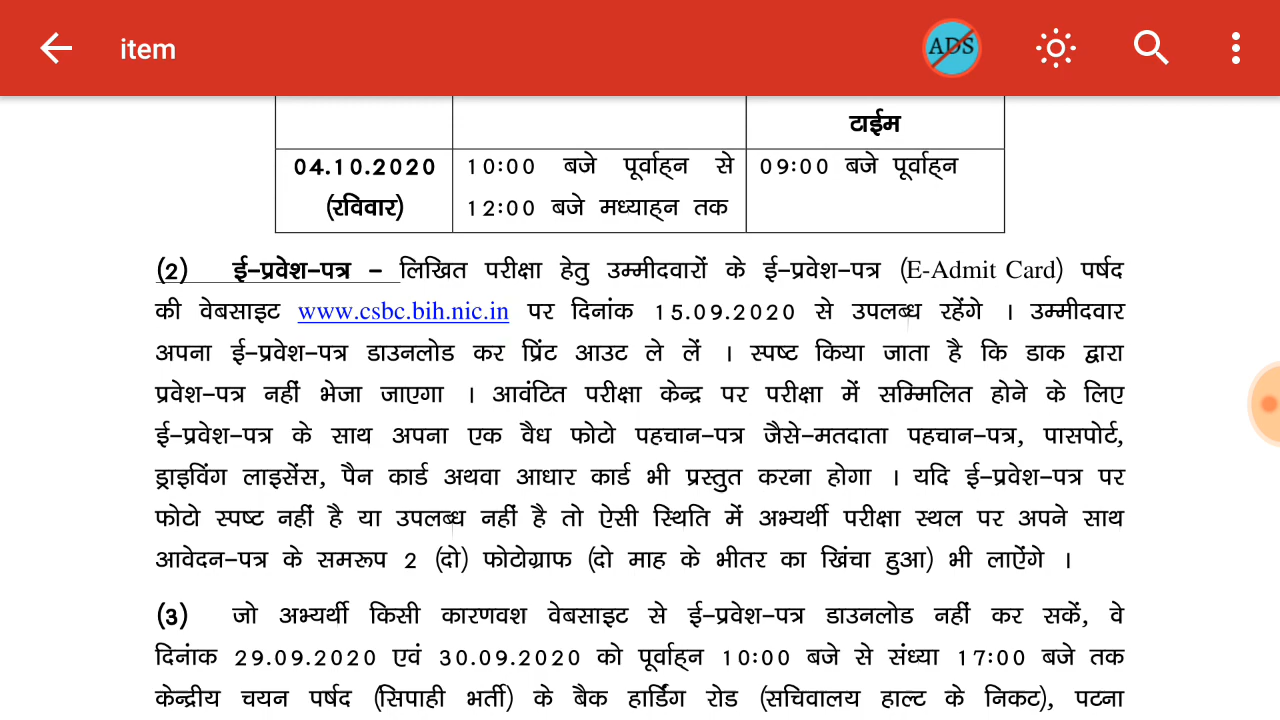 item
ADS
टाईम
04.10.2020 10:00 बजे पूर्वाह्न से 09:00 बजे पूर्वाह्न
(रविवार) 12:00 बजे मध्याह्न तक
(2) ई-प्रवेश-पत्र - लिखित परीक्षा हेतु उम्मीदवारों के ई-प्रवेश-पत्र (E-Admit Card) पर्षद
की वेबसाइट www.csbc.bih.nic.in पर दिनांक 15.09.2020 से उपलब्ध रहेंगे । उम्मीदवार
अपना ई-प्रवेश-पत्र डाउनलोड कर प्रिंट आउट ले लें । स्पष्ट किया जाता है कि डाक द्वारा
प्रवेश-पत्र नहीं भेजा जाएगा । आवंटित परीक्षा केन्द्र पर परीक्षा में सम्मिलित होने के लिए
ई-प्रवेश-पत्र के साथ अपना एक वैध फोटो पहचान-पत्र जैसे-मतदाता पहचान-पत्र, पासपोर्ट,
ड्राइविंग लाइसेंस, पैन कार्ड अथवा आधार कार्ड भी प्रस्तुत करना होगा । यदि ई-प्रवेश-पत्र पर
फोटो स्पष्ट नहीं है या उपलब्ध नहीं है तो ऐसी स्थिति में अभ्यर्थी परीक्षा स्थल पर अपने साथ
आवेदन-पत्र के समरूप 2 (दो) फोटोग्राफ (दो माह के भीतर का खिंचा हुआ) भी लाऐंगे ।
(3) जो अभ्यर्थी किसी कारणवश वेबसाइट से ई-प्रवेश-पत्र डाउनलोड नहीं कर सकें, वे
दिनांक 29.09.2020 एवं 30.09.2020 को पूर्वाह्न 10:00 बजे से संध्या 17:00 बजे तक
केन्द्रीय चयन पर्षद (सिपाही भर्ती) के बैक हार्डिंग रोड (सचिवालय हाल्ट के निकट), पटना